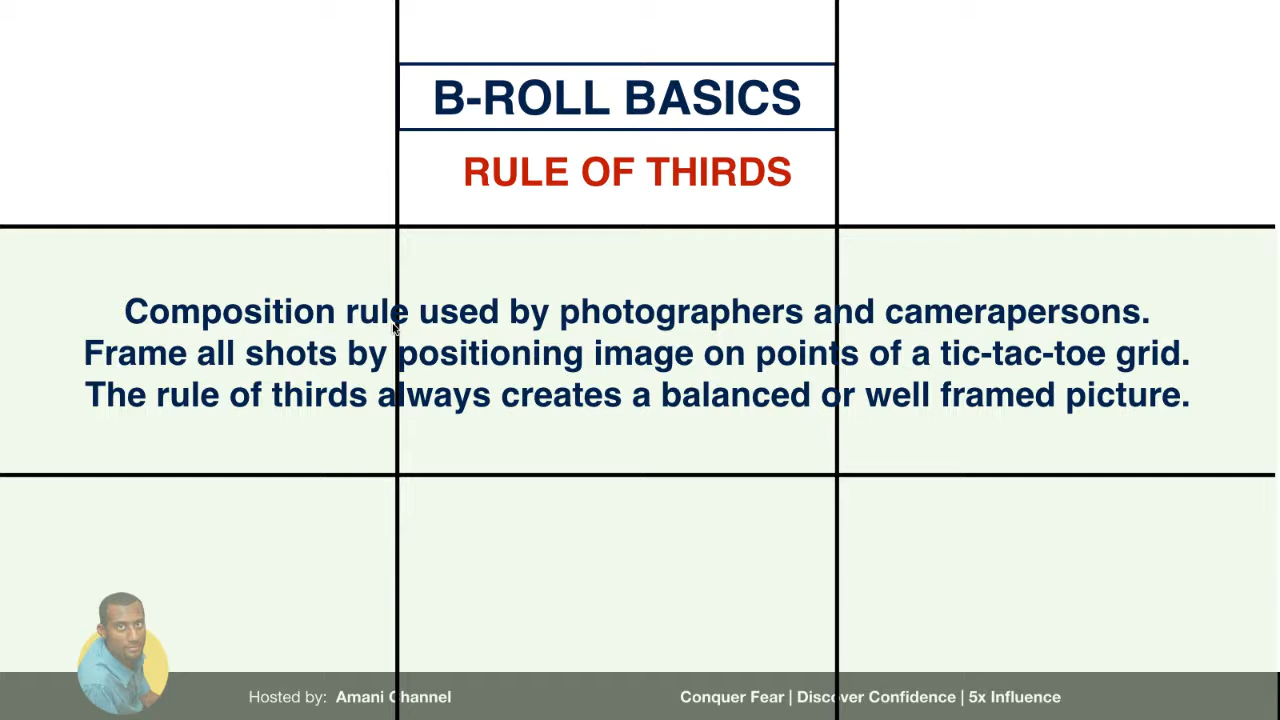 B-ROLL BASICS
RULE OF THIRDS
Composition rule used by photographers and camerapersons.
Frame all shots by positioning image on points of a tic-tac-toe grid.
The rule of thirds always creates a balanced or well framed picture.
Hosted by: Amani Channel
Conquer Fear | Discover Confidence | 5x Influence